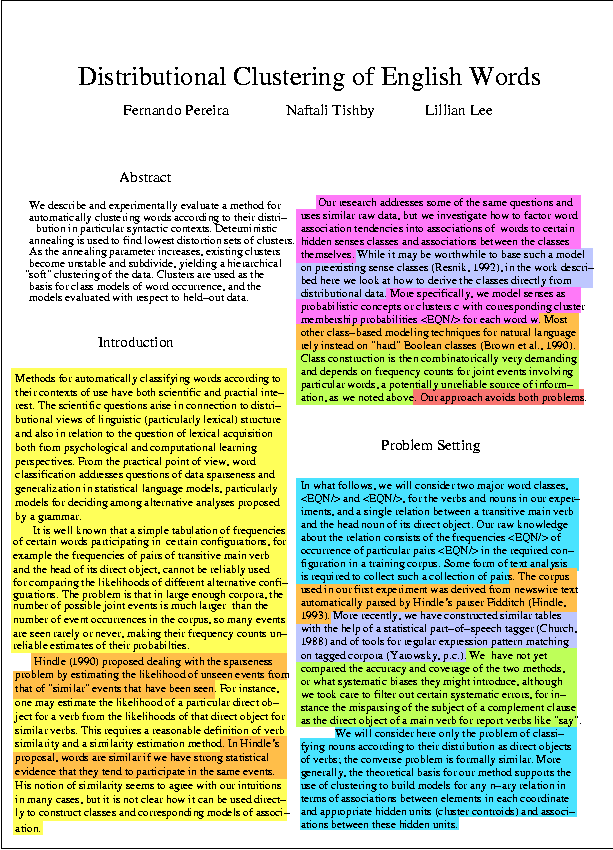 Distributional Clustering of English Words
Fernando Pereira Naftali Tishby Lillian Lee
Abstract
We describe and experimentally evaluate a method for
automatically clustering words according to their distri–
bution in particular syntactic contexts. Deterministic
annealing is used to find lowest distortion sets of clusters.
As the annealing parameter increases, existing clusters
become unstable and subdivide, yielding a hierarchical
"soft" clustering of the data. Clusters are used as the
basis for class models of word occurrence, and the
models evaluated with respect to held–out data.
Introduction
Methods for automatically classifying words according to
their contexts of use have both scientific and practial inte–
rest. The scientific questions arise in connection to distri–
butional views of linguistic (particularly lexical) structure
and also in relation to the question of lexical acquisition
both from psychological and computational learning
perspectives. From the practical point of view, word
classification addresses questions of data sparseness and
generalization in statistical language models, particularly
models for deciding among alternative analyses proposed
by a grammar.
It is well known that a simple tabulation of frequencies
of certain words participating in certain configurations, for
example the frequencies of pairs of transitive main verb
and the head of its direct object, cannot be reliably used
for comparing the likelihoods of different alternative confi–
gurations. The problem is that in large enough corpora, the
number of possible joint events is much larger than the
number of event occurrences in the corpus, so many events
are seen rarely or never, making their frequency counts un–
reliable estimates of their probabilties.
Hindle (1990) proposed dealing with the sparseness
problem by estimating the likelihood of unseen events from
that of "similar" events that have been seen. For instance,
one may estimate the likelihood of a particular direct ob–
ject for a verb from the likelihoods of that direct object for
similar verbs. This requires a reasonable definition of verb
similarity and a similarity estimation method. In Hindle's
proposal, words are similar if we have strong statistical
evidence that they tend to participate in the same events.
His notion of similarity seems to agree with our intuitions
in many cases, but it is not clear how it can be used direct–
ly to construct classes and corresponding models of associ–
ation.
Our research addresses some of the same questions and
uses similar raw data, but we investigate how to factor word
association tendencies into associations of words to certain
hidden senses classes and associations between the classes
themselves. While it may be worthwhile to base such a model
on preexisting sense classes (Resnik, 1992), in the work descri–
bed here we look at how to derive the classes directly from
distributional data. More specifically, we model senses as
probabilistic concepts or clusters c with corresponding cluster
membership probabilities <EQN/> for each word w. Most
other class–based modeling techniques for natural language
rely instead on "hard" Boolean classes (Brown et al., 1990).
Class construction is then combinatorically very demanding
and depends on frequency counts for joint events involving
particular words, a potentially unreliable source of inform–
ation, as we noted above. Our approach avoids both problems.
Problem Setting
In what follows, we will consider two major word classes,
<EQN/> and <EQN/>, for the verbs and nouns in our exper–
iments, and a single relation between a transitive main verb
and the head noun of its direct object. Our raw knowledge
about the relation consists of the frequencies <EQN/> of
occurrence of particular pairs <EQN/> in the required con–
figuration in a training corpus. Some form of text analysis
is required to collect such a collection of pairs. The corpus
used in our first experiment was derived from newswire text
automatically parsed by Hindle's parser Fidditch (Hindle,
1993). More recently, we have constructed similar tables
with the help of a statistical part–of–speech tagger (Church,
1988) and of tools for regular expression pattern matching
on tagged corpora (Yarowsky, p.c.). We have not yet
compared the accuracy and coverage of the two methods,
or what systematic biases they might introduce, although
we took care to filter out certain systematic errors, for in–
stance the misparsing of the subject of a complement clause
as the direct object of a main verb for report verbs like "say".
We will consider here only the problem of classi–
fying nouns according to their distribution as direct objects
of verbs; the converse problem is formally similar. More
generally, the theoretical basis for our method supports the
use of clustering to build models for any n–ary relation in
terms of associations between elements in each coordinate
and appropriate hidden units (cluster centroids) and associ–
ations between these hidden units.